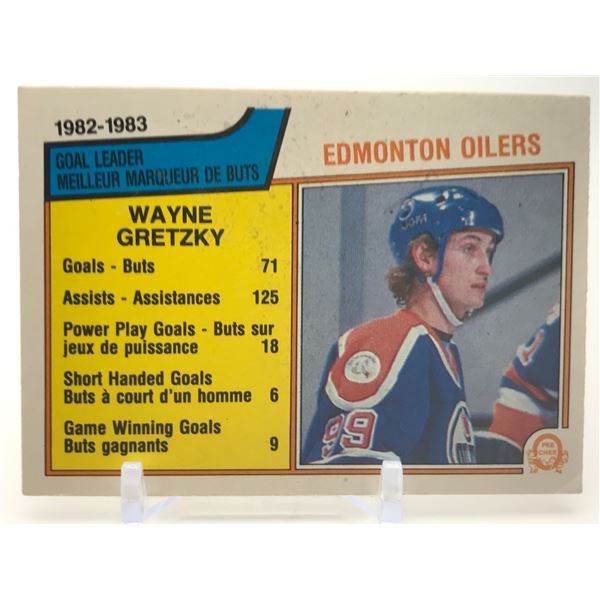 1982-1983
GOAL LEADER
MEILLEUR MARQUEUR DE BUTS
EDMONTON OILERS
WAYNE
GRETZKY
Goals - Buts 71
Assists - Assistances 125
Power Play Goals - Buts sur
jeux de puissance 18
Short Handed Goals
Buts à court d'un homme 6
Game Winning Goals
Buts gagnants 9
99
O
PEE
CHEE